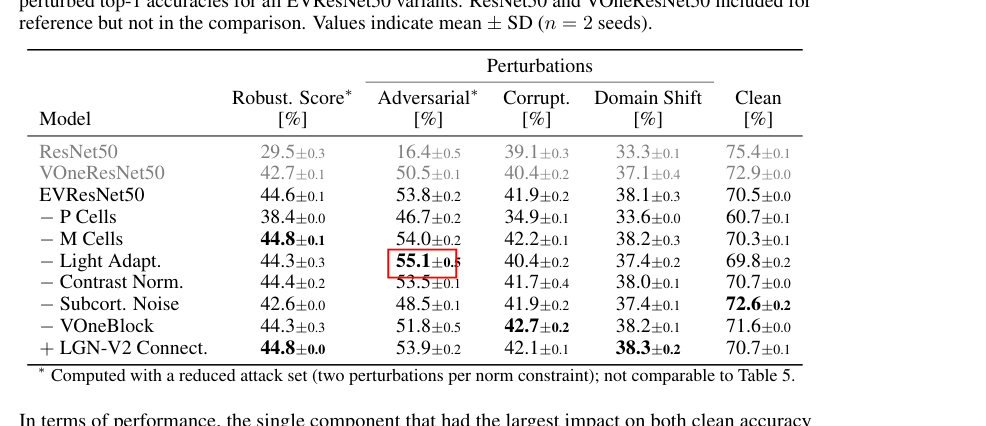 perturbed top-1 accuracies for all EVResNet50 variants. ResNet50 and VOneResNet50 included for
reference but not in the comparison. Values indicate mean ± SD (n = 2 seeds).
Perturbations
Robust. Score* Adversarial* Corrupt. Domain Shift Clean
Model [%] [%] [%] [%] [%]
ResNet50 29.5±0.3 16.4±0.5 39.1±0.3 33.3±0.1 75.4±0.1
VOneResNet50 42.7±0.1 50.5±0.1 40.4±0.2 37.1±0.4 72.9±0.0
EVResNet50 44.6±0.1 53.8±0.2 41.9±0.2 38.1±0.3 70.5±0.0
− P Cells 38.4±0.0 46.7±0.2 34.9±0.1 33.6±0.0 60.7±0.1
− M Cells 44.8±0.1 54.0±0.2 42.2±0.1 38.2±0.3 70.3±0.1
− Light Adapt. 44.3±0.3 55.1±0.5 40.4±0.2 37.4±0.2 69.8±0.2
− Contrast Norm. 44.4±0.2 53.5±0.1 41.7±0.4 38.0±0.1 70.7±0.0
− Subcort. Noise 42.6±0.0 48.5±0.1 41.9±0.2 37.4±0.1 72.6±0.2
− VOneBlock 44.3±0.3 51.8±0.5 42.7±0.2 38.2±0.1 71.6±0.0
+ LGN-V2 Connect. 44.8±0.0 53.9±0.2 42.1±0.1 38.3±0.2 70.7±0.1
* Computed with a reduced attack set (two perturbations per norm constraint); not comparable to Table 5.
In terms of performance, the single component that had the largest impact on both clean accuracy